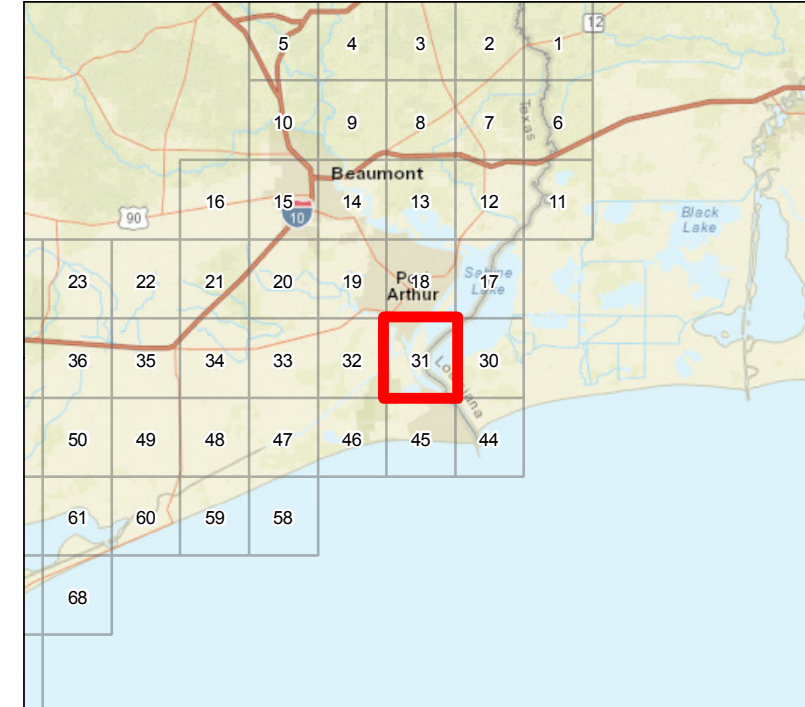 12
5 4 3 2 1
Texas
10 9 8 7 6
Beaumont
16 15 14 13 12 11
90
10
Black
Lake
23 22 21 20 19 18 17
Sabine
Lake
Arthur
36 35 34 33 32 31 30
Louisiana
50 49 48 47 46 45 44
61 60 59 58
68